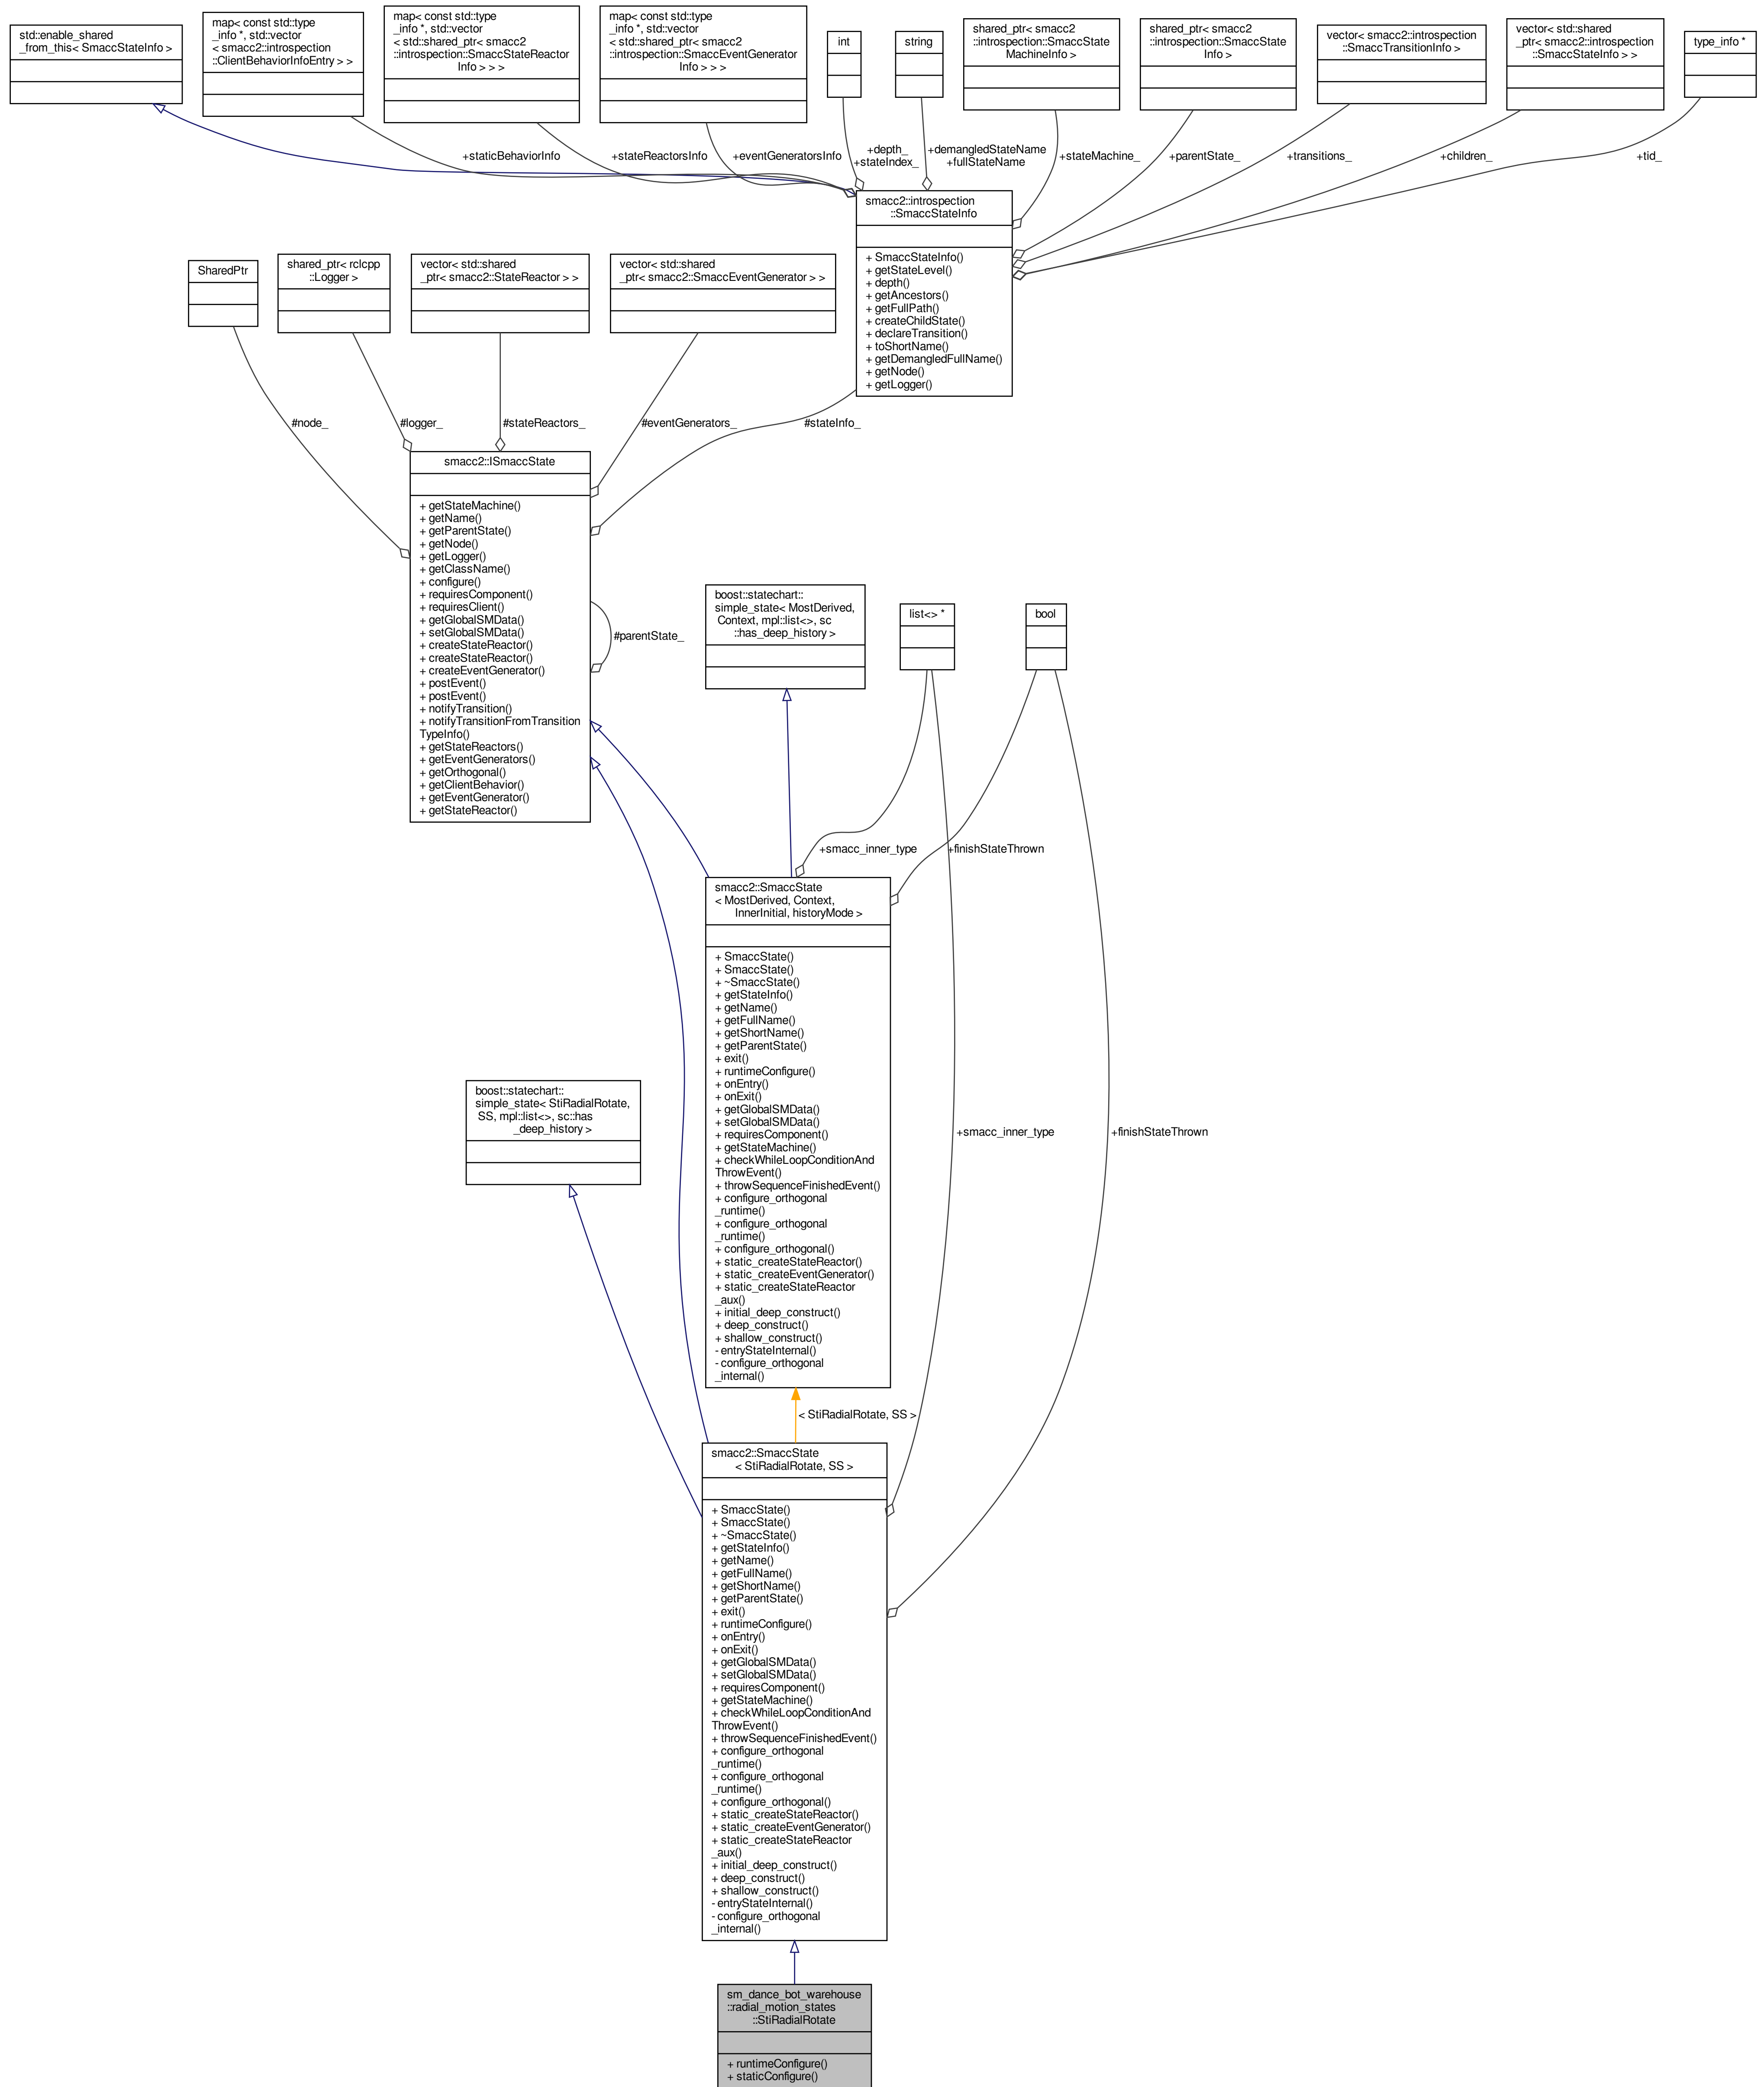 std::enable_shared
_from_this< SmaccStateInfo >
map< const std::type
_info *, std::vector
< smacc2::introspection
::ClientBehaviorInfoEntry > >
map< const std::type
_info *, std::vector
< std::shared_ptr< smacc2
::introspection::SmaccStateReactor
Info > > >
map< const std::type
_info *, std::vector
< std::shared_ptr< smacc2
::introspection::SmaccEventGenerator
Info > > >
int
string
shared_ptr< smacc2
::introspection::SmaccState
MachineInfo >
shared_ptr< smacc2
::introspection::SmaccState
Info >
vector< smacc2::introspection
::SmaccTransitionInfo >
vector< std::shared
_ptr< smacc2::introspection
::SmaccStateInfo > >
type_info *
+staticBehaviorInfo
+stateReactorsInfo
+eventGeneratorsInfo
+depth_
+stateIndex_
+demangledStateName
+fullStateName
+stateMachine_
+parentState_
+transitions_
+children_
+tid_
smacc2::introspection
::SmaccStateInfo
+ SmaccStateInfo()
+ getStateLevel()
+ depth()
+ getAncestors()
+ getFullPath()
+ createChildState()
+ declareTransition()
+ toShortName()
+ getDemangledFullName()
+ getNode()
+ getLogger()
SharedPtr
shared_ptr< rclcpp
::Logger >
vector< std::shared
_ptr< smacc2::StateReactor > >
vector< std::shared
_ptr< smacc2::SmaccEventGenerator > >
#node_
#logger_
#stateReactors_
#eventGenerators_
#stateInfo_
smacc2::ISmaccState
+ getStateMachine()
+ getName()
+ getParentState()
+ getNode()
+ getLogger()
+ getClassName()
+ configure()
+ requiresComponent()
+ requiresClient()
+ getGlobalSMData()
+ setGlobalSMData()
+ createStateReactor()
+ createStateReactor()
+ createEventGenerator()
+ postEvent()
+ postEvent()
+ notifyTransition()
+ notifyTransitionFromTransition
TypeInfo()
+ getStateReactors()
+ getEventGenerators()
+ getOrthogonal()
+ getClientBehavior()
+ getEventGenerator()
+ getStateReactor()
#parentState_
boost::statechart::
simple_state< MostDerived,
Context, mpl::list<>, sc
::has_deep_history >
list<> *
bool
+smacc_inner_type
+finishStateThrown
smacc2::SmaccState
< MostDerived, Context,
InnerInitial, historyMode >
+ SmaccState()
+ SmaccState()
+ ~SmaccState()
+ getStateInfo()
+ getName()
+ getFullName()
+ getShortName()
+ getParentState()
+ exit()
+ runtimeConfigure()
+ onEntry()
+ onExit()
+ getGlobalSMData()
+ setGlobalSMData()
+ requiresComponent()
+ getStateMachine()
+ checkWhileLoopConditionAnd
ThrowEvent()
+ throwSequenceFinishedEvent()
+ configure_orthogonal
_runtime()
+ configure_orthogonal
_runtime()
+ configure_orthogonal()
+ static_createStateReactor()
+ static_createEventGenerator()
+ static_createStateReactor
_aux()
+ initial_deep_construct()
+ deep_construct()
+ shallow_construct()
- entryStateInternal()
- configure_orthogonal
_internal()
boost::statechart::
simple_state< StiRadialRotate,
SS, mpl::list<>, sc::has
_deep_history >
+smacc_inner_type
+finishStateThrown
< StiRadialRotate, SS >
smacc2::SmaccState
< StiRadialRotate, SS >
+ SmaccState()
+ SmaccState()
+ ~SmaccState()
+ getStateInfo()
+ getName()
+ getFullName()
+ getShortName()
+ getParentState()
+ exit()
+ runtimeConfigure()
+ onEntry()
+ onExit()
+ getGlobalSMData()
+ setGlobalSMData()
+ requiresComponent()
+ getStateMachine()
+ checkWhileLoopConditionAnd
ThrowEvent()
+ throwSequenceFinishedEvent()
+ configure_orthogonal
_runtime()
+ configure_orthogonal
_runtime()
+ configure_orthogonal()
+ static_createStateReactor()
+ static_createEventGenerator()
+ static_createStateReactor
_aux()
+ initial_deep_construct()
+ deep_construct()
+ shallow_construct()
- entryStateInternal()
- configure_orthogonal
_internal()
sm_dance_bot_warehouse
::radial_motion_states
::StiRadialRotate
+ runtimeConfigure()
+ staticConfigure()